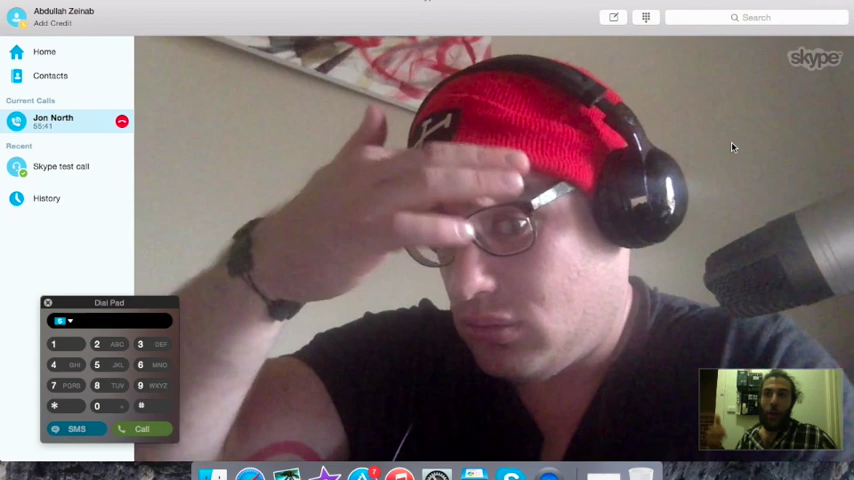 Abdullah Zeinab
Add Credit
Search
Home
Contacts
Current Calls
Jon North
55:41
Recent
Skype test call
History
skype
Dial Pad
S
1
2 ABC
3 DEF
4 GHI
5 JKL
6 MNO
7 PQRS
8 TUV
9 WXYZ
*
0 +
#
SMS
Call
7